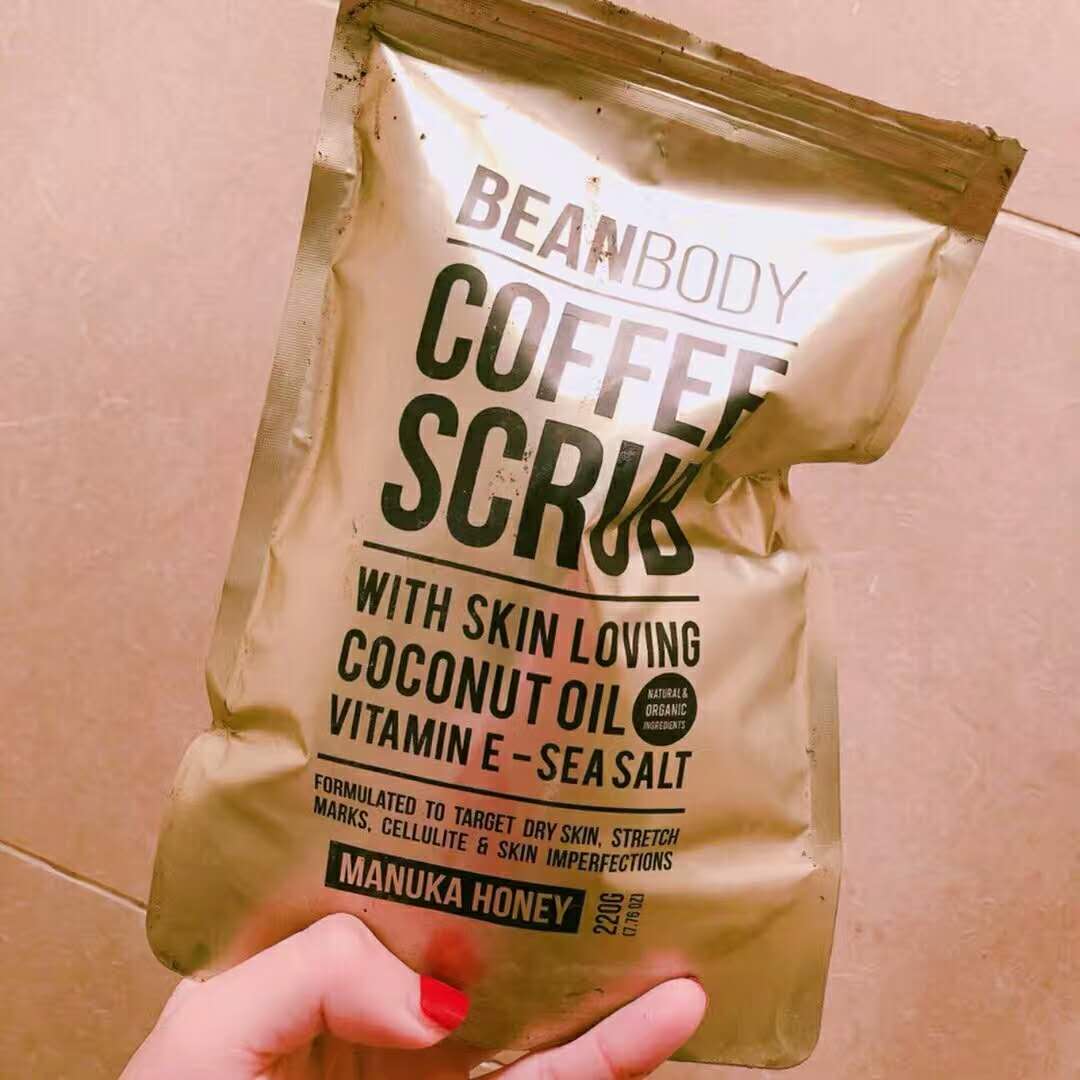 BEANBODY
COFFEE
SCRUB
WITH SKIN LOVING
COCONUT OIL
NATURAL &
ORGANIC
INGREDIENTS
VITAMIN E – SEA SALT
FORMULATED TO TARGET DRY SKIN, STRETCH
MARKS, CELLULITE & SKIN IMPERFECTIONS
MANUKA HONEY
220G
(7.76 OZ)